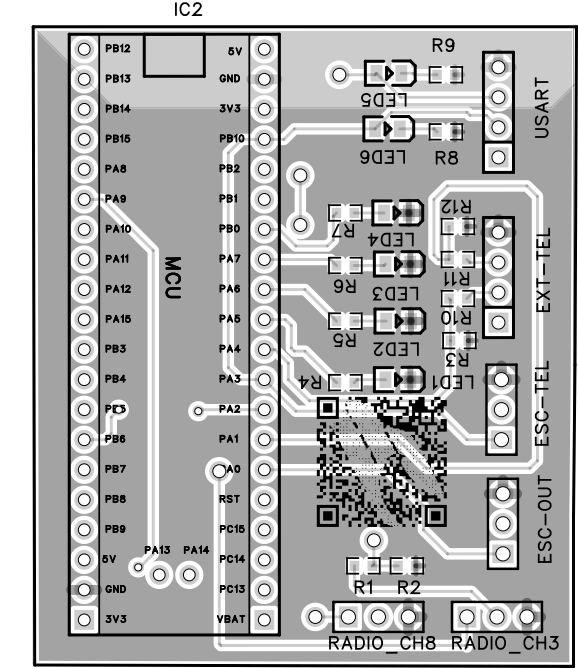 IC2
PB12
PB13
PB14
PB15
PA8
PA9
PA10
PA11
PA12
PA15
PB3
PB4
PB5
PB6
PB7
PB8
PB9
5V
GND
3V3
5V
GND
3V3
PB10
PB2
PB1
PB0
PA7
PA6
PA5
PA4
PA3
PA2
PA1
A0
RST
PC15
PC14
PC13
VBAT
MCU
PA13 PA14
R9
LED5
LED6
R8
USART
R7
LED4
R12
R6
LED3
R11
R10
R5
LED2
R3
R4
LED1
EXT-TEL
ESC-TEL
ESC-OUT
R1 R2
RADIO_CH8
RADIO_CH3